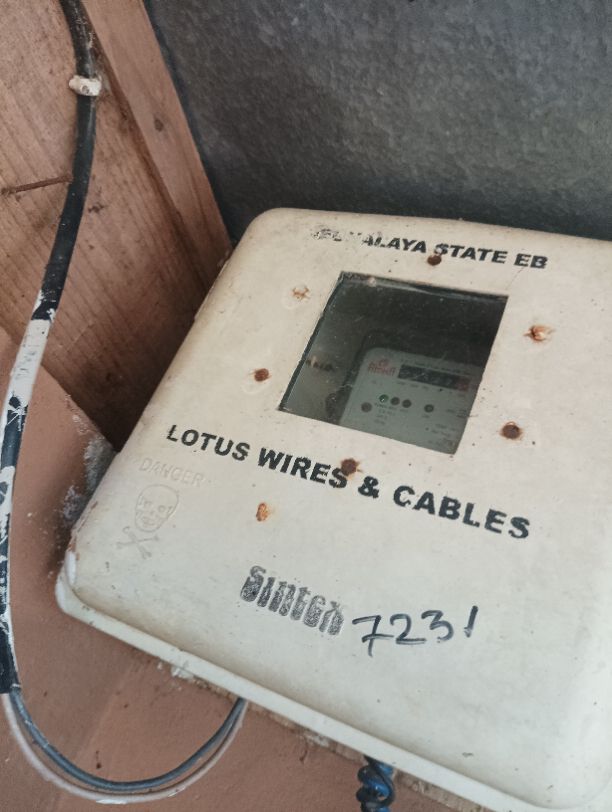 STATE EB
LOTUS WIRES & CABLES
DANGER
Sintex 7231